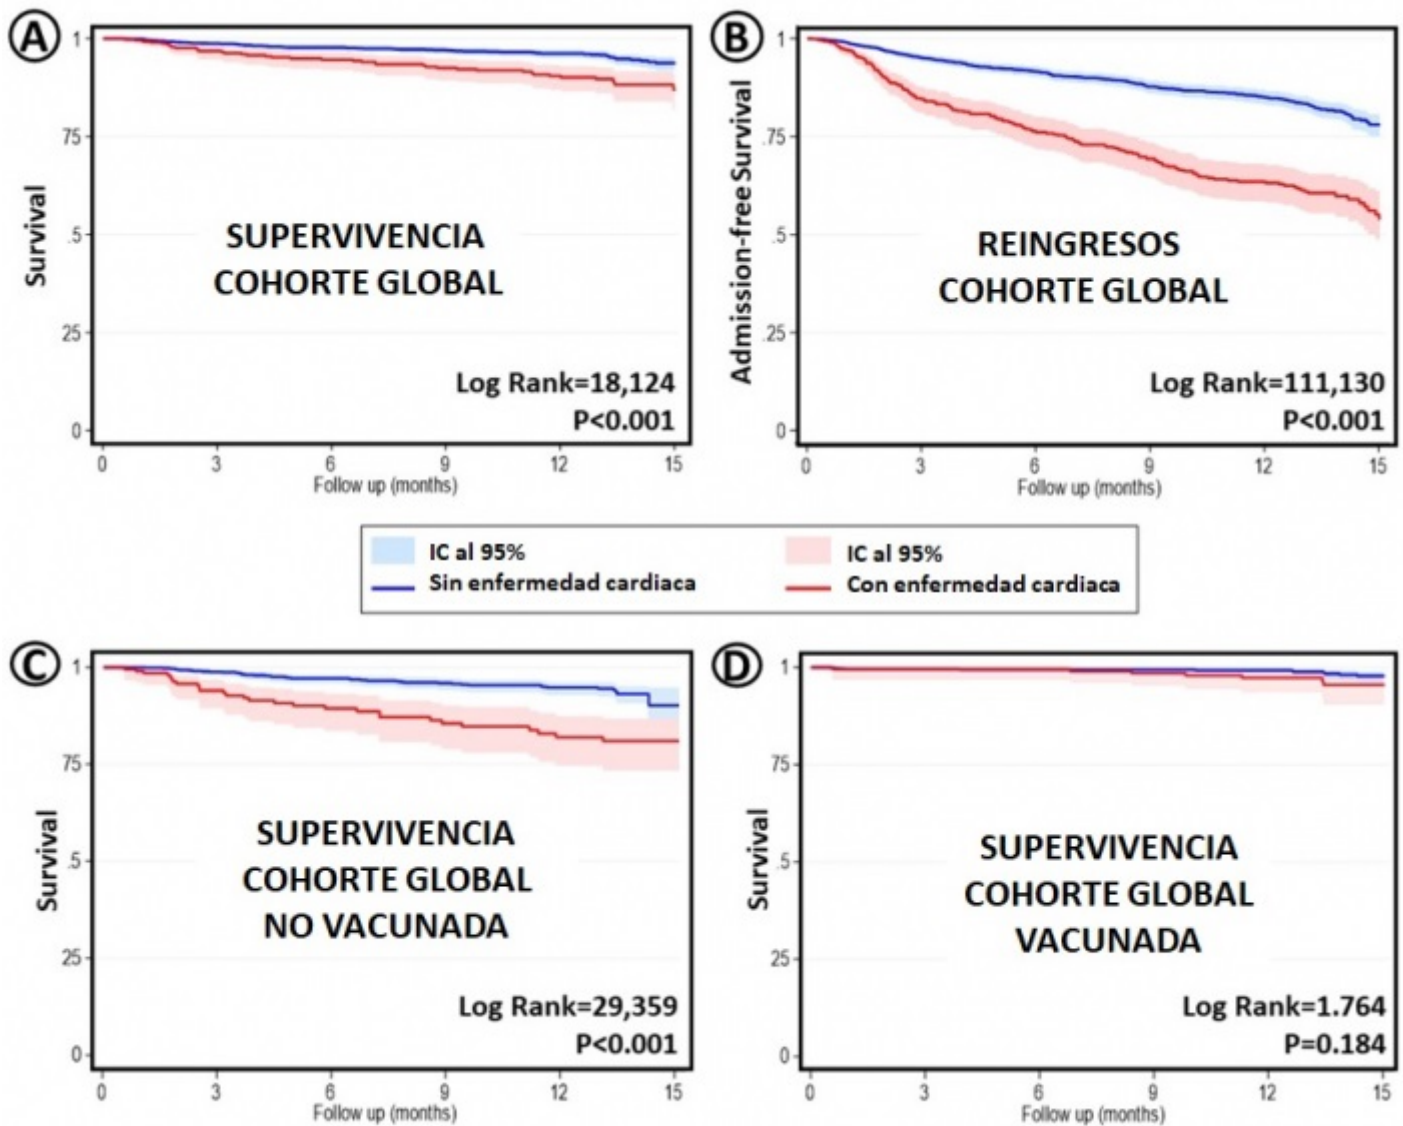 A
1
75
.5
25
0
Survival
SUPERVIVENCIA
COHORTE GLOBAL
Log Rank=18,124
P<0.001
0 3 6 9 12 15
Follow up (months)
B
1
.75
.5
.25
0
Admission-free Survival
REINGRESOS
COHORTE GLOBAL
Log Rank=111,130
P<0.001
0 3 6 9 12 15
Follow up (months)
IC al 95%
Sin enfermedad cardiaca
IC al 95%
Con enfermedad cardiaca
C
1
75
.5
25
0
Survival
SUPERVIVENCIA
COHORTE GLOBAL
NO VACUNADA
Log Rank=29,359
P<0.001
0 3 6 9 12 15
Follow up (months)
D
1
75
.5
25
0
Survival
SUPERVIVENCIA
COHORTE GLOBAL
VACUNADA
Log Rank=1.764
P=0.184
0 3 6 9 12 15
Follow up (months)